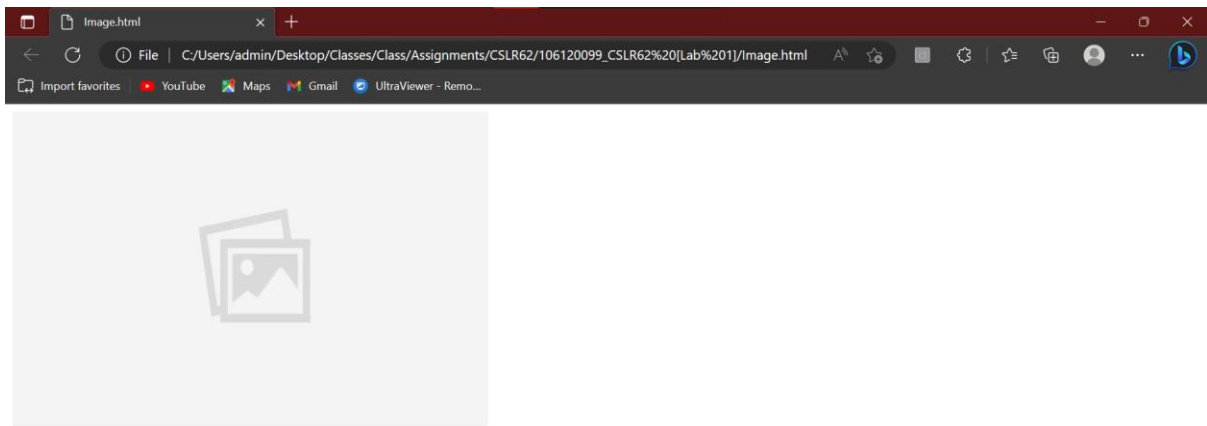 Image.html
File | C:/Users/admin/Desktop/Classes/Class/Assignments/CSLR62/106120099_CSLR62%20[Lab%201]/Image.html
Import favorites YouTube Maps Gmail UltraViewer - Remo...